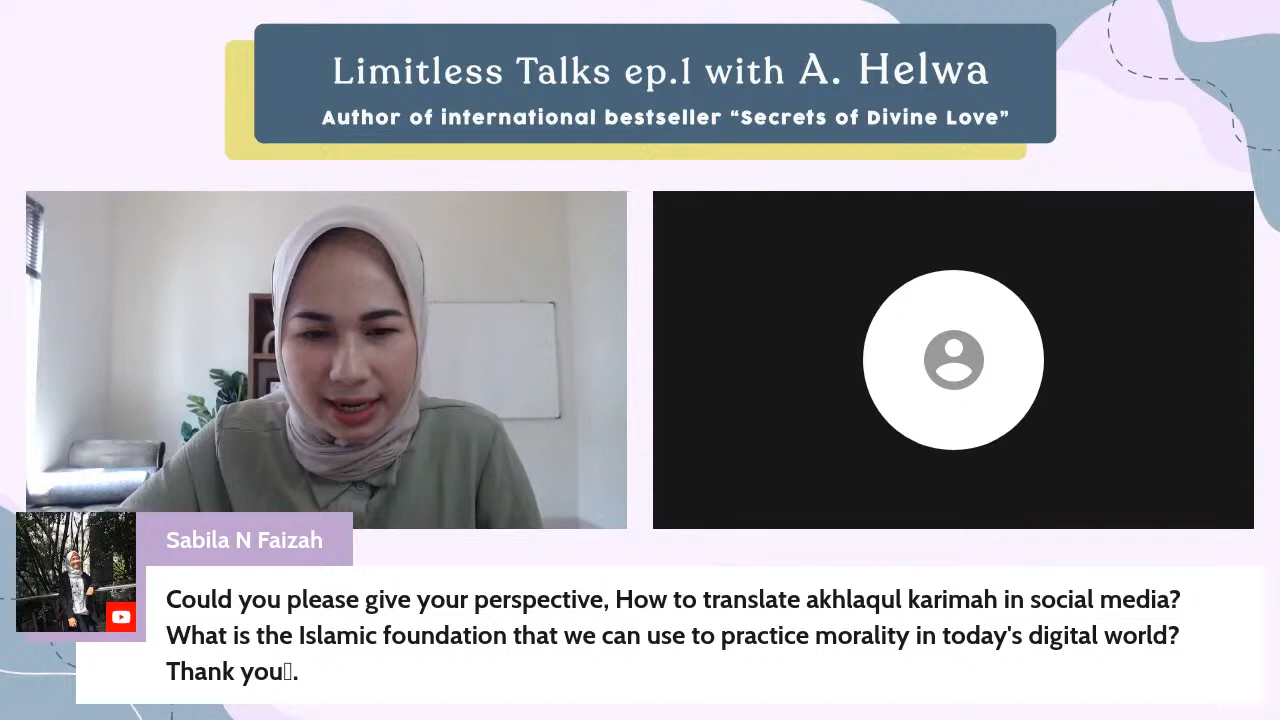 Limitless Talks ep.1 with A. Helwa
Author of international bestseller “Secrets of Divine Love”
Sabila N Faizah
Could you please give your perspective, How to translate akhlaqul karimah in social media?
What is the Islamic foundation that we can use to practice morality in today's digital world?
Thank you▯.